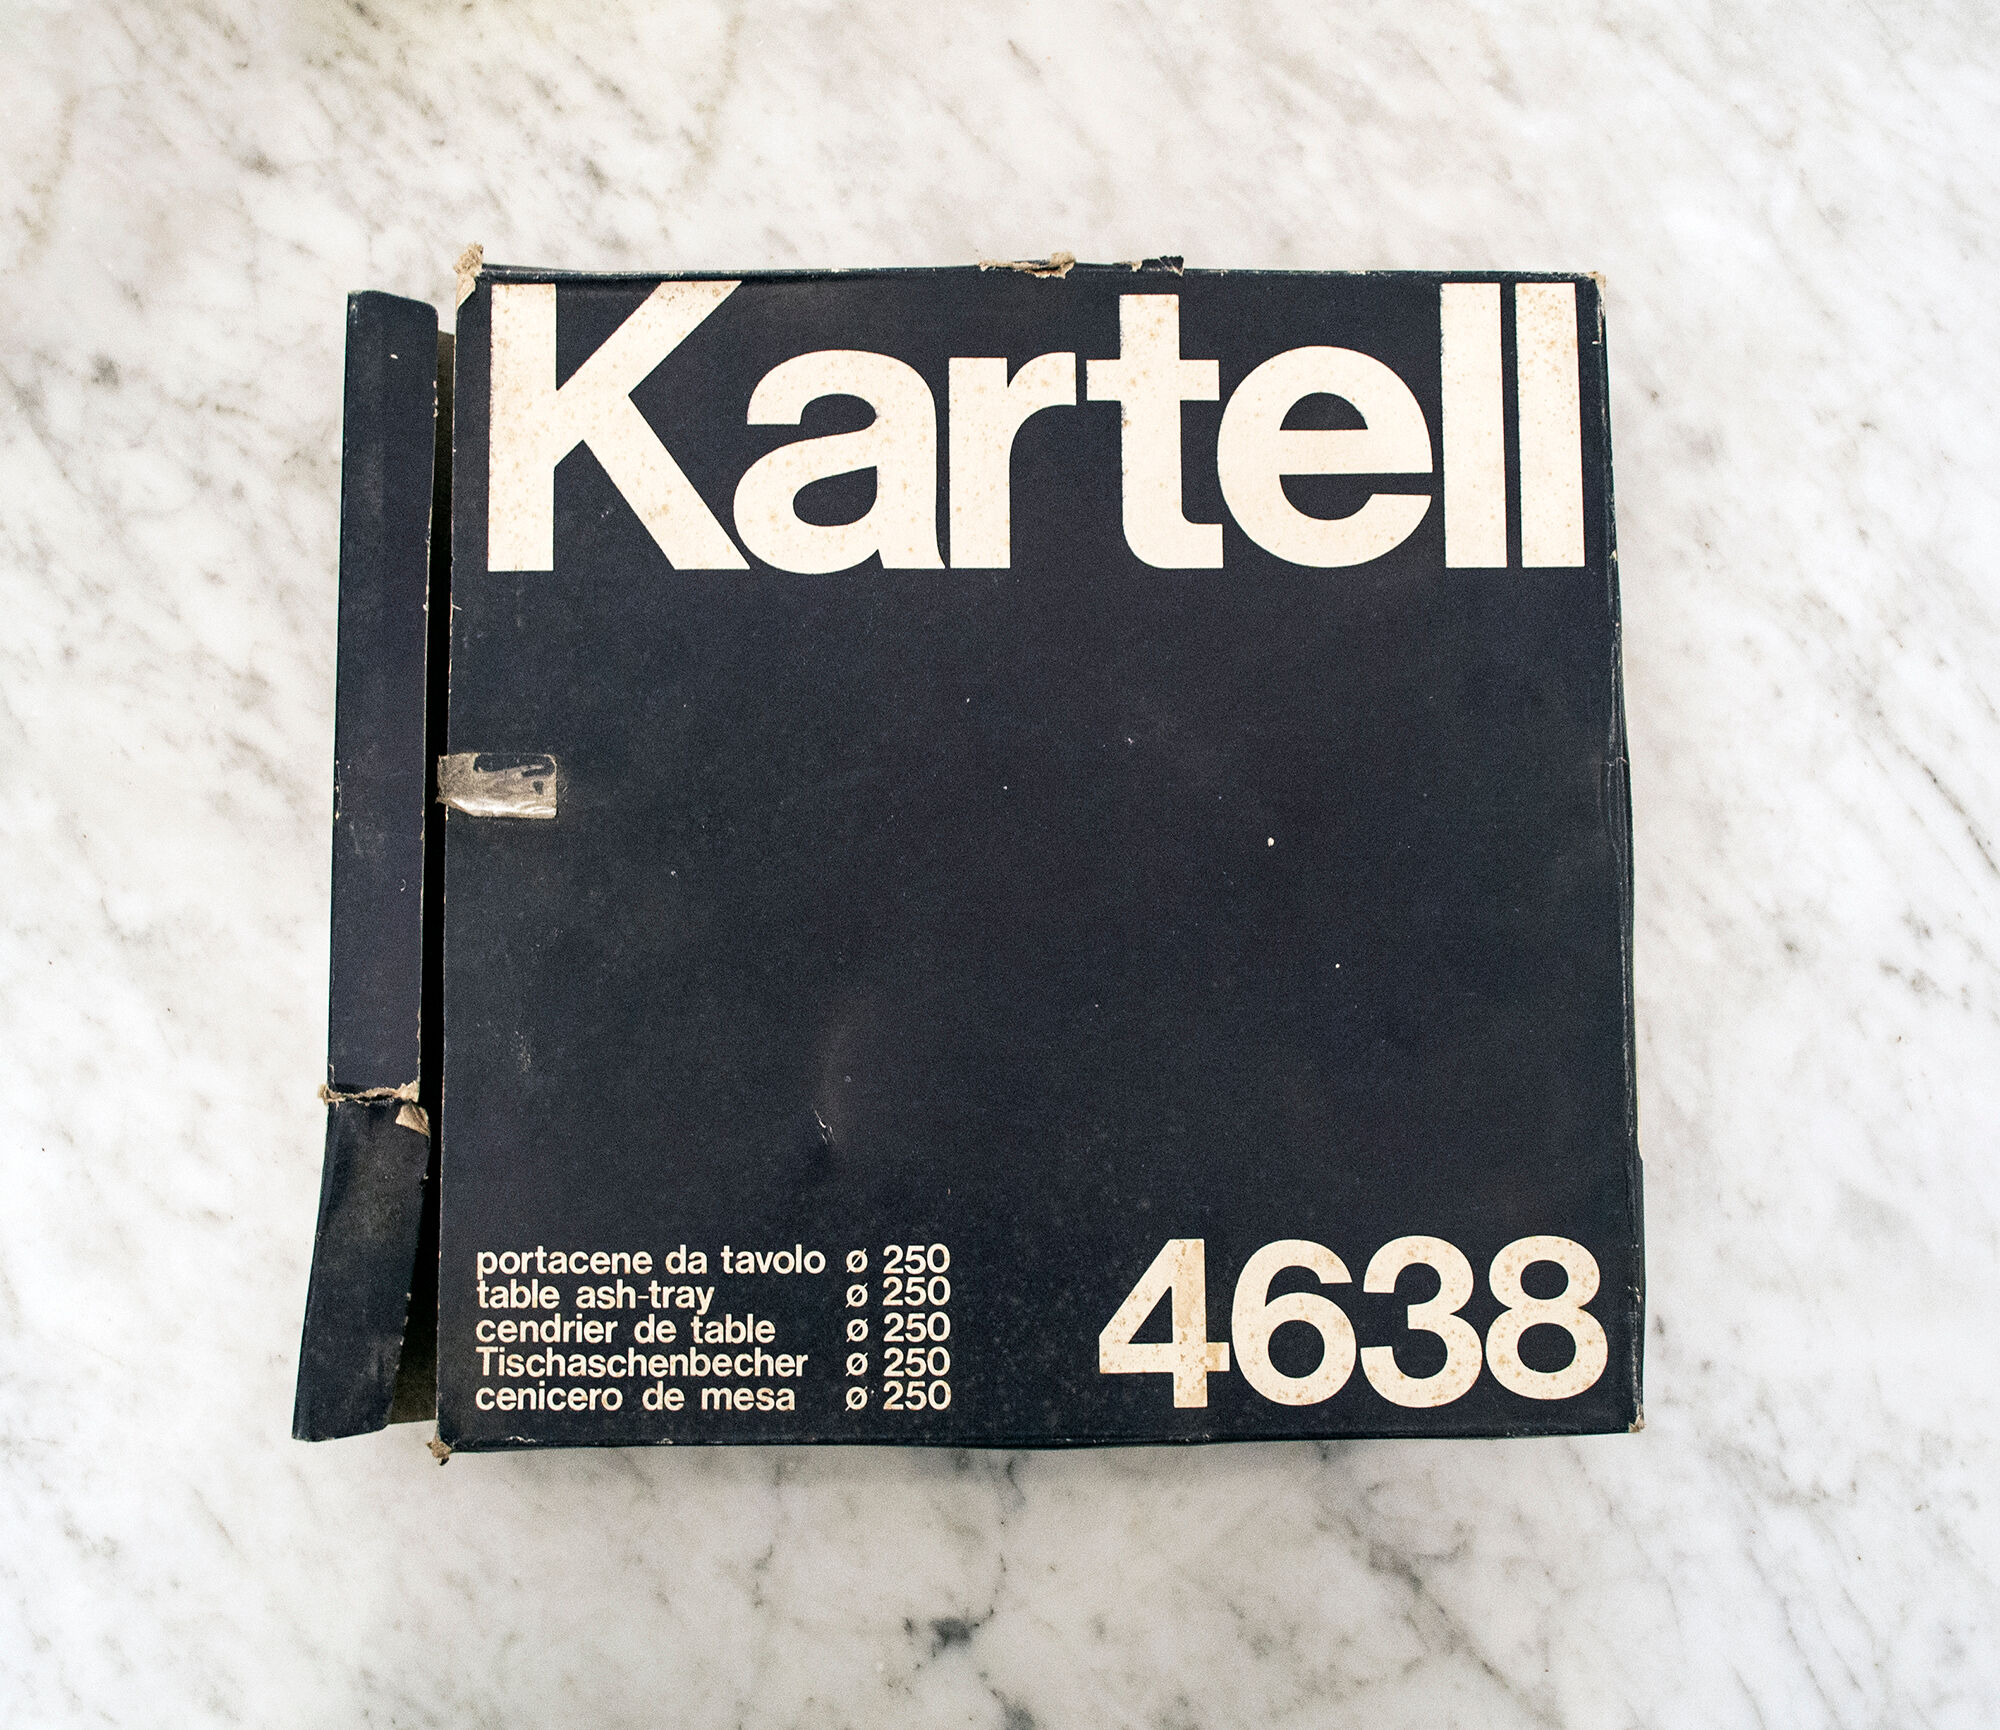 Kartell
portacene da tavolo ø 250
table ash-tray ø 250
cendrier de table ø 250
Tischaschenbecher ø 250
cenicero de mesa ø 250
4638